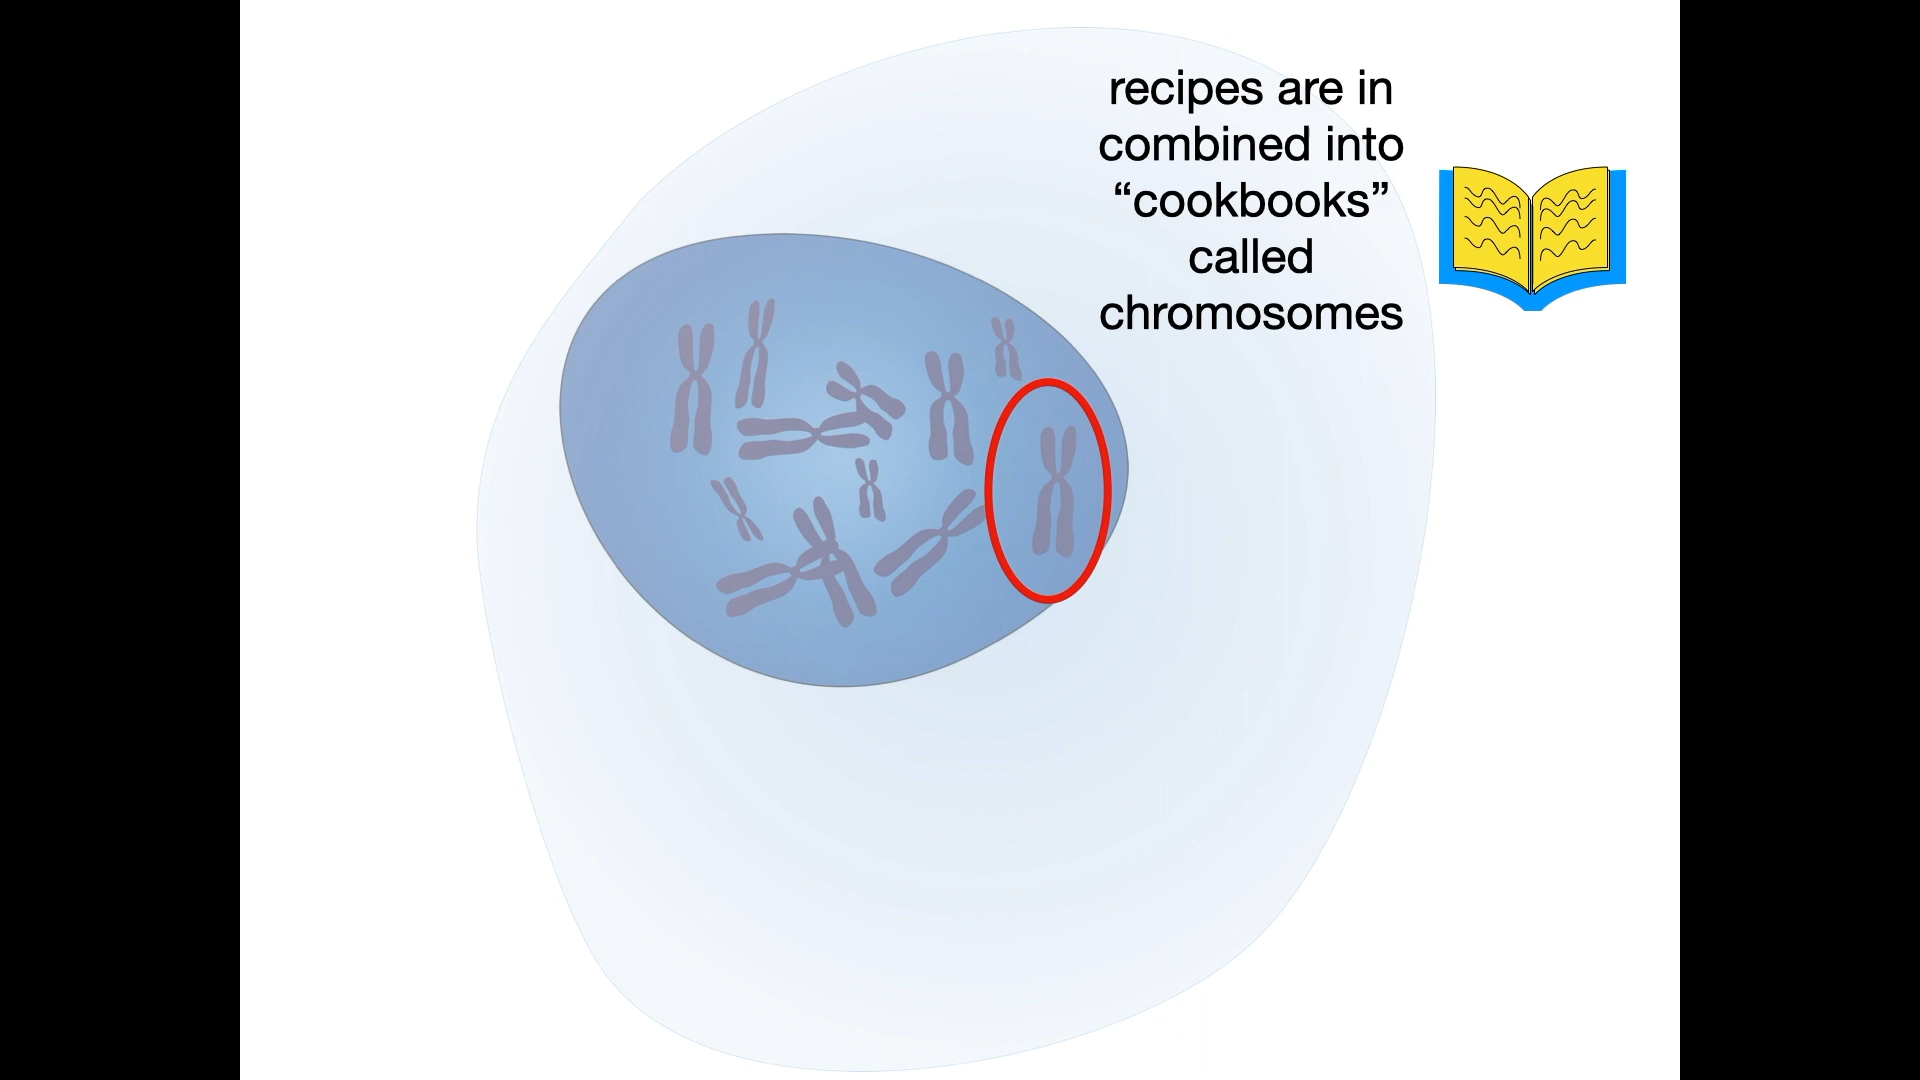 recipes are in
combined into
“cookbooks”
called
chromosomes